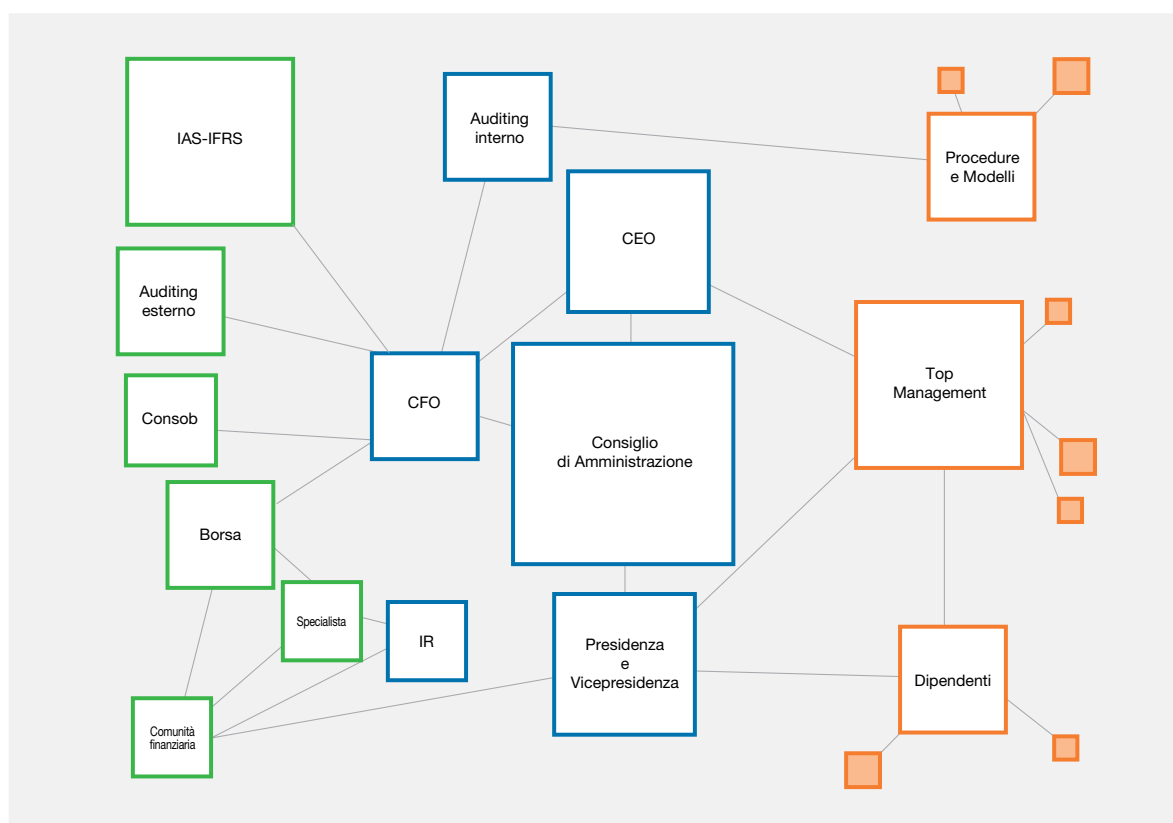 IAS-IFRS
Auditing
interno
Procedure
e Modelli
CEO
Auditing
esterno
Top
Management
CFO
Consob
Consiglio
di Amministrazione
Borsa
Specialista
IR
Presidenza
e
Vicepresidenza
Dipendenti
Comunità
finanziaria